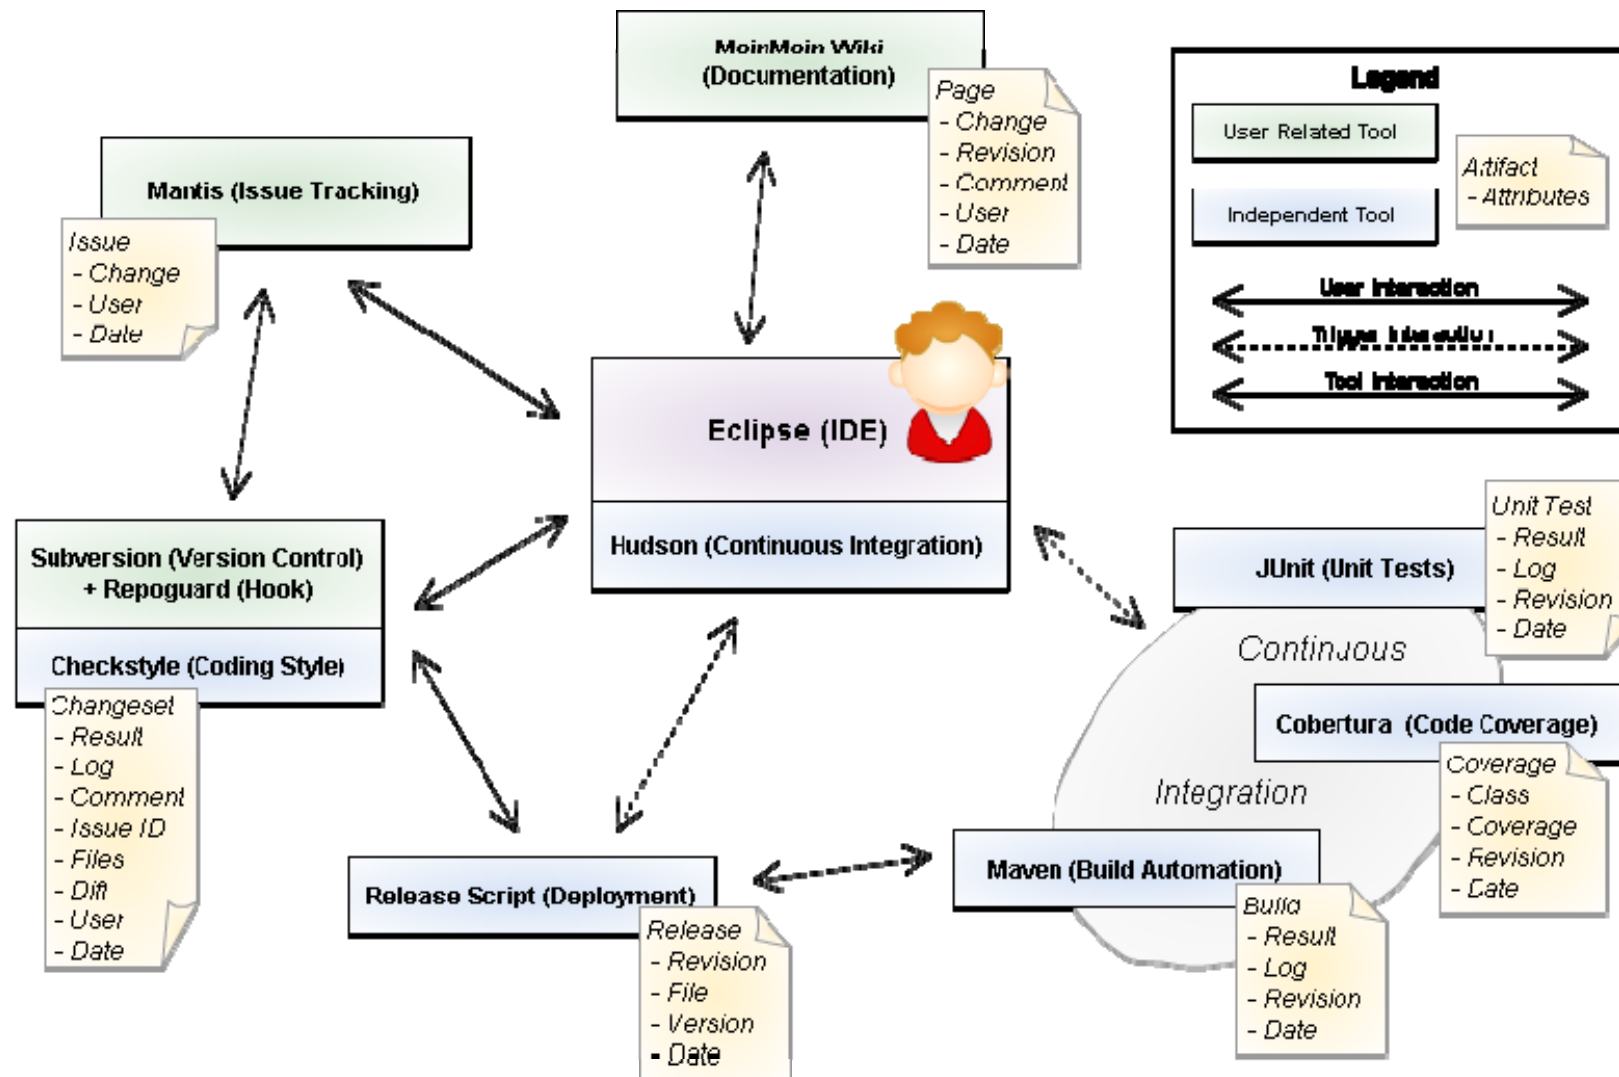 MoinMoin Wiki
(Documentation)
Page
- Change
- Revision
- Comment
- User
- Date
Legend
User Related Tool
Independent Tool
Artifact
- Attributes
User Interaction
Trigger Interaction
Tool Interaction
Mantis (Issue Tracking)
Issue
- Change
- User
- Date
Eclipse (IDE)
Hudson (Continuous Integration)
Subversion (Version Control)
+ Repoguard (Hook)
Checkstyle (Coding Style)
Changeset
- Result
- Log
- Comment
- Issue ID
- Files
- Diff
- User
- Date
JUnit (Unit Tests)
Unit Test
- Result
- Log
- Revision
- Date
Continuous
Integration
Cobertura (Code Coverage)
Coverage
- Class
- Coverage
- Revision
- Date
Maven (Build Automation)
Build
- Result
- Log
- Revision
- Date
Release Script (Deployment)
Release
- Revision
- File
- Version
- Date